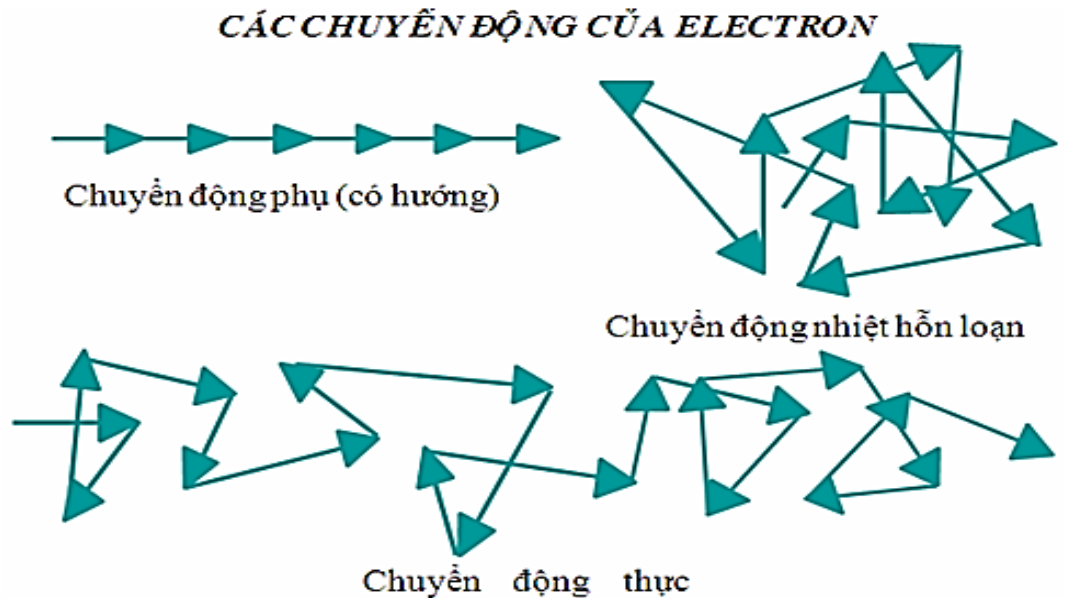 CÁC CHUYỂN ĐỘNG CỦA ELECTRON
Chuyển động phụ (có hướng)
Chuyển động nhiệt hỗn loạn
Chuyển động thực